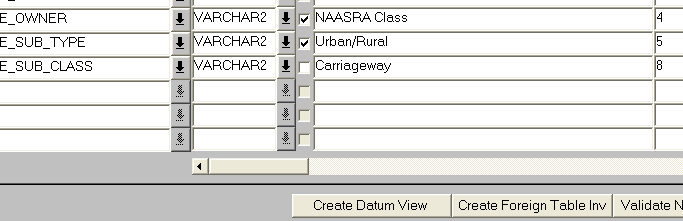 E_OWNER VARCHAR2 NAASRA Class 4
E_SUB_TYPE VARCHAR2 Urban/Rural 5
E_SUB_CLASS VARCHAR2 Carriageway 8
Create Datum View Create Foreign Table Inv Validate N